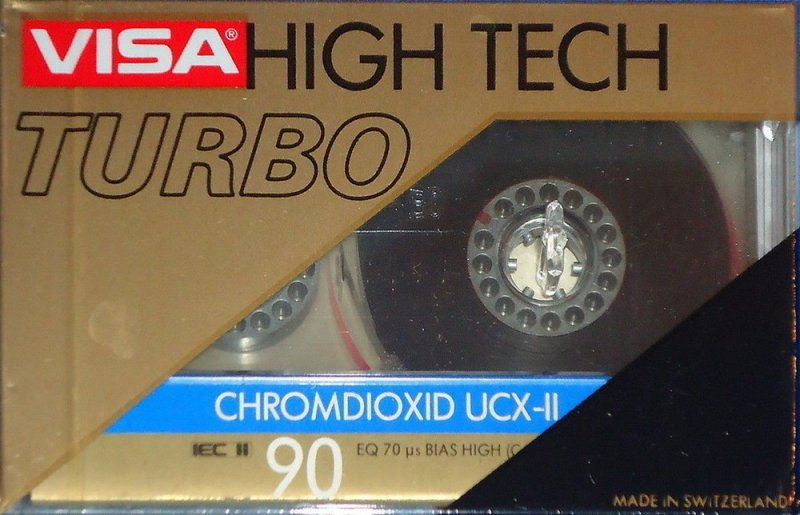 VISA® HIGH TECH
TURBO
CHROMDIOXID UCX-II
IEC II 90 EQ 70 µs BIAS HIGH
MADE IN SWITZERLAND